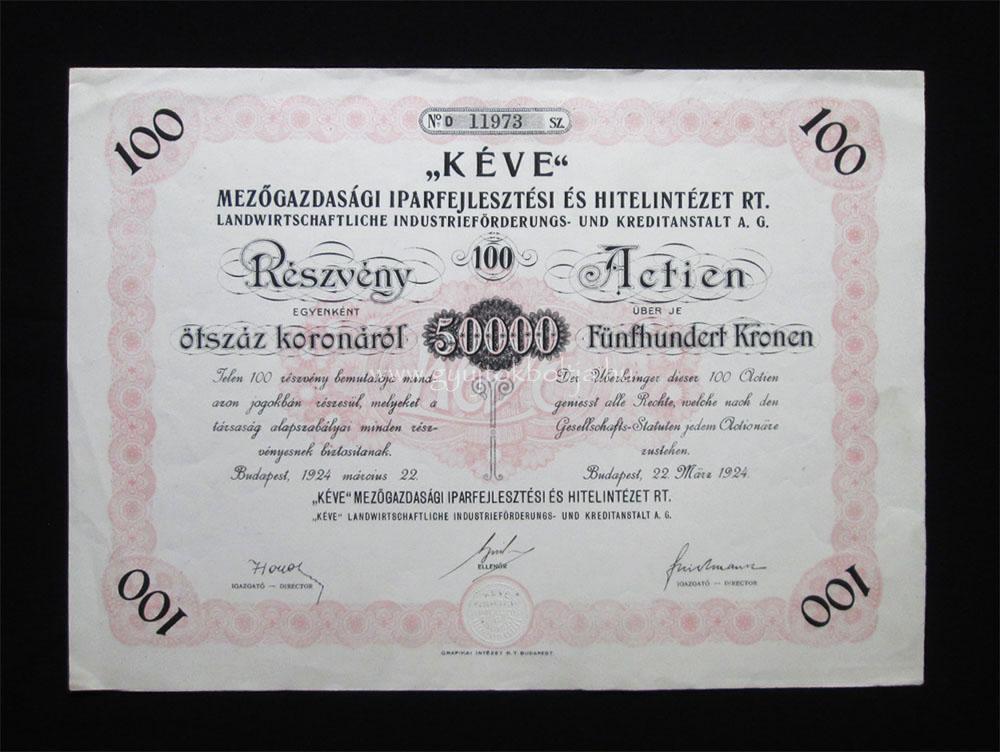 100
100
Nº D 11973 SZ.
„KÉVE“
MEZŐGAZDASÁGI IPARFEJLESZTÉSI ÉS HITELINTÉZET RT.
LANDWIRTSCHAFTLICHE INDUSTRIEFÖRDERUNGS- UND KREDITANSTALT A. G.
Részvény 100 Actien
EGYENKÉNT ÜBER JE
ötszáz koronáról 50000 Fünfhundert Kronen
Jelen 100 részvény bemutatója mind-
azon jogokbán részesül, melyeket a
társaság alapszabályai minden rész-
vényesnek biztosítanak.
Budapest, 1924 március 22.
Der Überbringer dieser 100 Actien
geniesst alle Rechte, welche nach den
Gesellschafts-Statuten jedem Actionäre
zustehen.
Budapest, 22. März 1924.
„KÉVE“ MEZŐGAZDASÁGI IPARFEJLESZTÉSI ÉS HITELINTÉZET RT.
„KÉVE“ LANDWIRTSCHAFTLICHE INDUSTRIEFÖRDERUNGS- UND KREDITANSTALT A. G.
IGAZGATÓ — DIRECTOR
ELLENŐR
IGAZGATÓ — DIRECTOR
100
100
GRAFIKAI INTÉZET R.T. BUDAPEST.